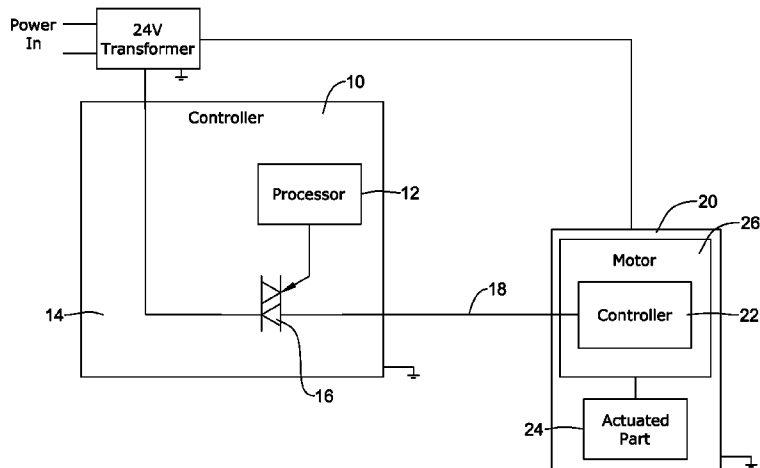 Power
In
24V
Transformer
10
Controller
Processor
12
20
26
Motor
14
18
Controller
22
16
24
Actuated
Part